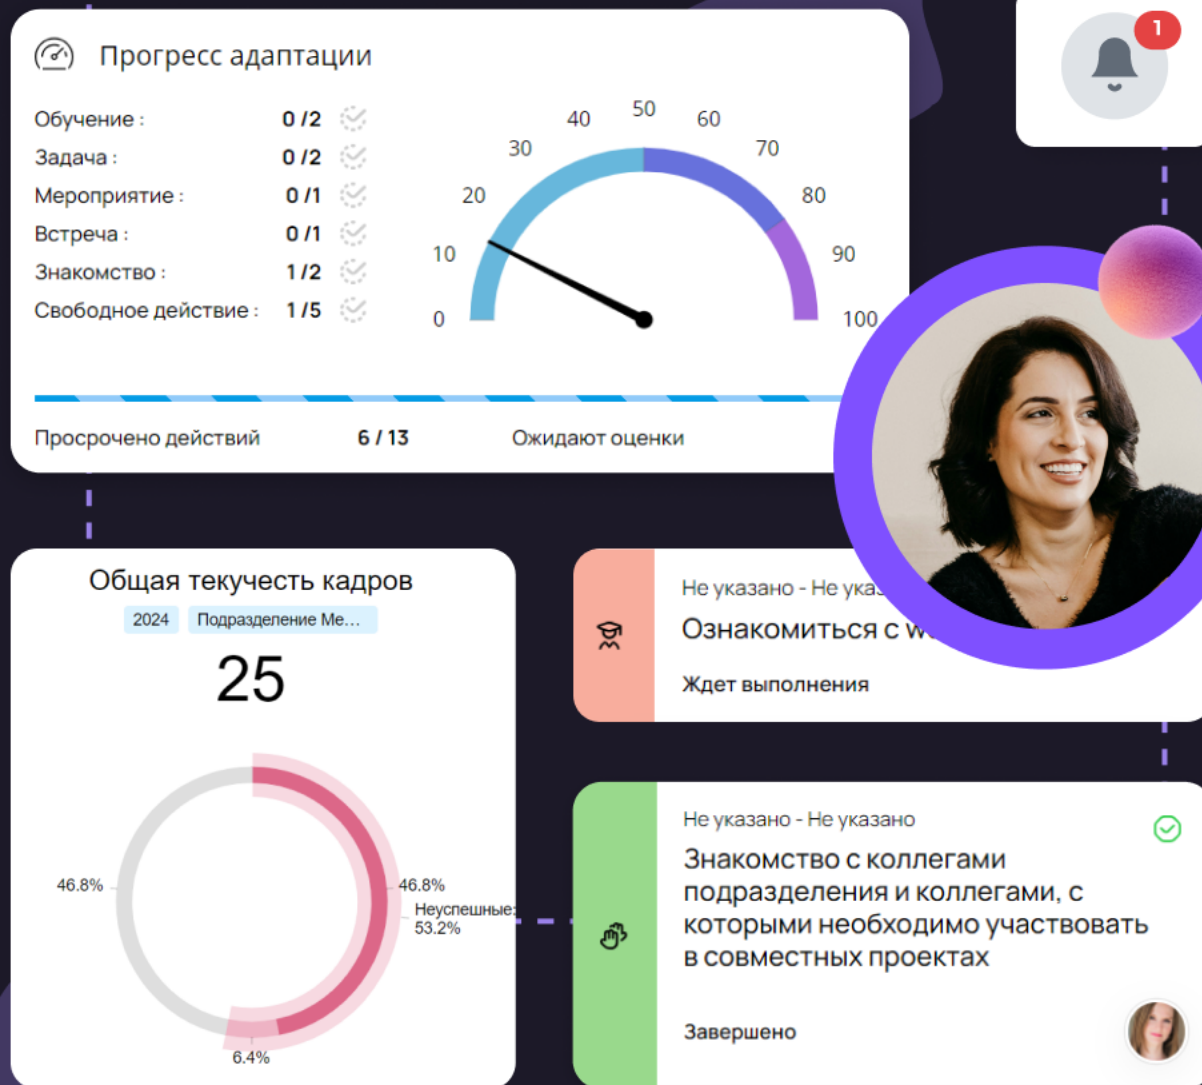 1
Прогресс адаптации
Обучение : 0 /2
Задача : 0 /2
Мероприятие : 0 /1
Встреча : 0 /1
Знакомство : 1 /2
Свободное действие : 1 /5
0
10
20
30
40
50
60
70
80
90
100
Просрочено действий 6 / 13 Ожидают оценки
Общая текучесть кадров
2024 Подразделение Ме...
25
46.8%
46.8%
Неуспешные:
53.2%
6.4%
Не указано - Не указ
Ознакомиться с w
Ждет выполнения
Не указано - Не указано
Знакомство с коллегами
подразделения и коллегами, с
которыми необходимо участвовать
в совместных проектах
Завершено